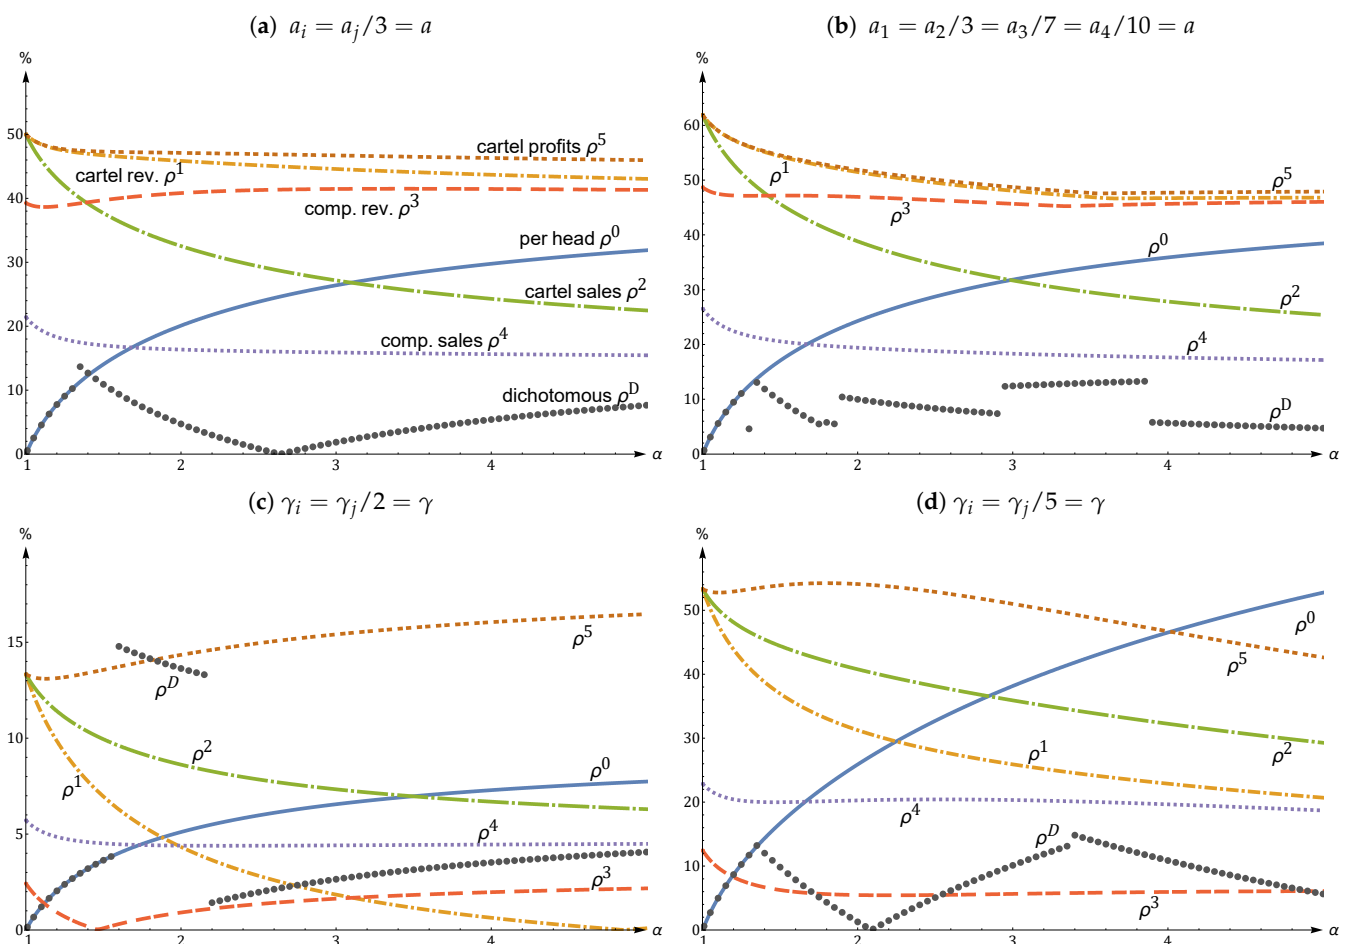 (a) a_i = a_j/3 = a
%
50
40
30
20
10
0
1
2
3
4
α
cartel profits ρ^5
cartel rev. ρ^1
comp. rev. ρ^3
per head ρ^0
cartel sales ρ^2
comp. sales ρ^4
dichotomous ρ^D
(b) a_1 = a_2/3 = a_3/7 = a_4/10 = a
%
60
50
40
30
20
10
0
1
2
3
4
α
ρ^1
ρ^5
ρ^3
ρ^0
ρ^2
ρ^4
ρ^D
(c) γ_i = γ_j/2 = γ
%
15
10
5
0
1
2
3
4
α
ρ^5
ρ^D
ρ^2
ρ^1
ρ^0
ρ^4
ρ^3
(d) γ_i = γ_j/5 = γ
%
50
40
30
20
10
0
1
2
3
4
α
ρ^0
ρ^5
ρ^1
ρ^2
ρ^4
ρ^D
ρ^3